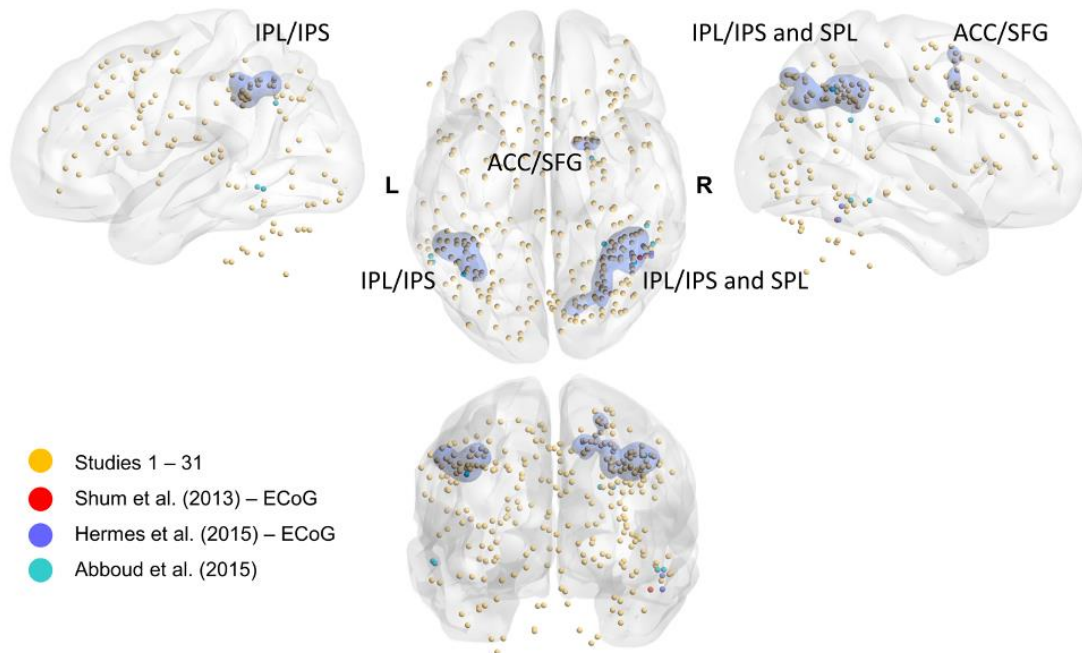 IPL/IPS
IPL/IPS and SPL
ACC/SFG
ACC/SFG
L
R
IPL/IPS
IPL/IPS and SPL
Studies 1 – 31
Shum et al. (2013) – ECoG
Hermes et al. (2015) – ECoG
Abboud et al. (2015)